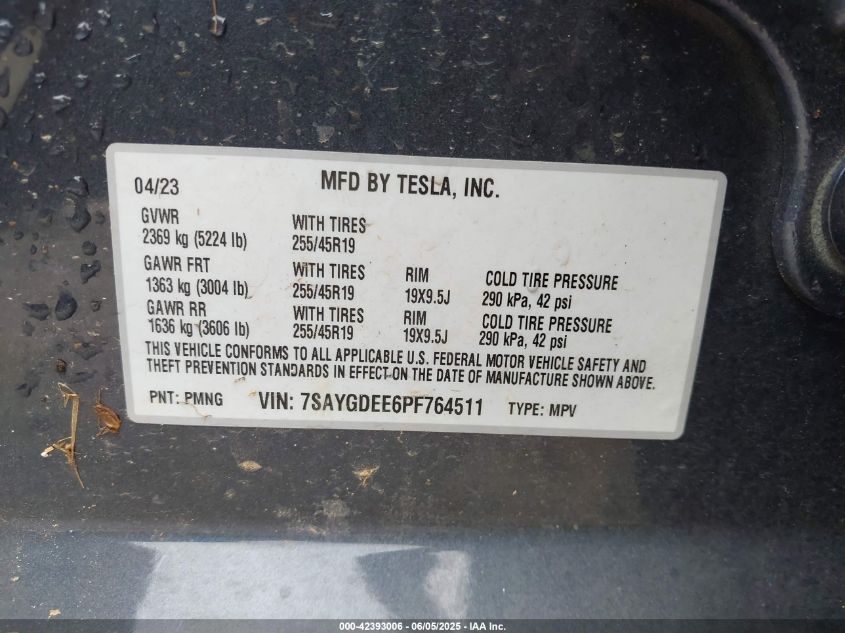 04/23 MFD BY TESLA, INC.
GVWR WITH TIRES
2369 kg (5224 lb) 255/45R19
GAWR FRT WITH TIRES RIM COLD TIRE PRESSURE
1363 kg (3004 lb) 255/45R19 19X9.5J 290 kPa, 42 psi
GAWR RR WITH TIRES RIM COLD TIRE PRESSURE
1636 kg (3606 lb) 255/45R19 19X9.5J 290 kPa, 42 psi
THIS VEHICLE CONFORMS TO ALL APPLICABLE U.S. FEDERAL MOTOR VEHICLE SAFETY AND
THEFT PREVENTION STANDARDS IN EFFECT ON THE DATE OF MANUFACTURE SHOWN ABOVE.
PNT: PMNG VIN: 7SAYGDEE6PF764511 TYPE: MPV
000-42393006 - 06/05/2025 - IAA Inc.